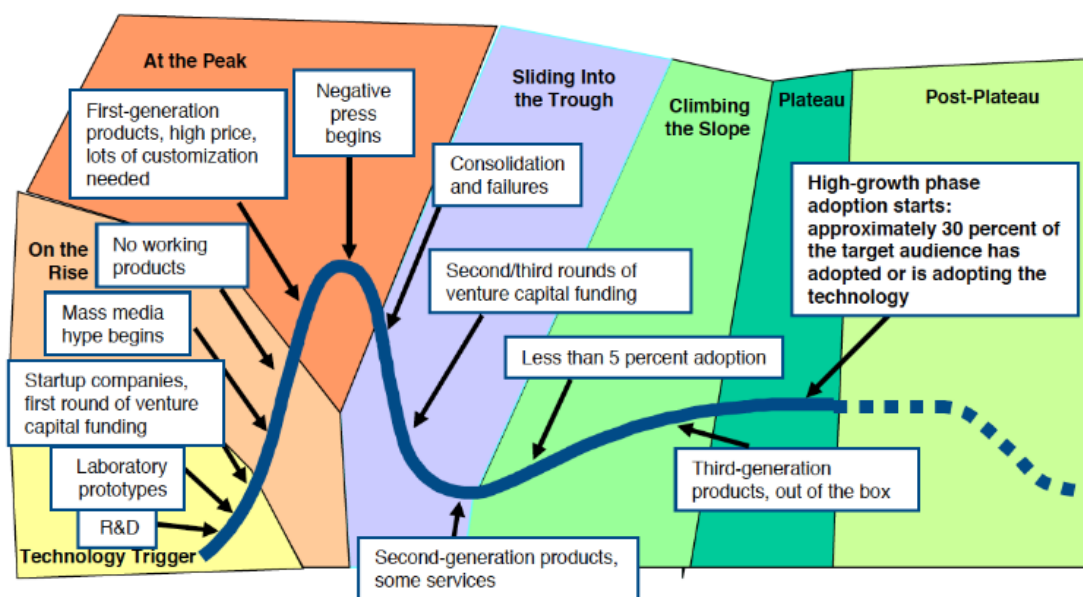 At the Peak
First-generation
products, high price,
lots of customization
needed
Negative
press
begins
Sliding Into
the Trough
Consolidation
and failures
Climbing
the Slope
Plateau
Post-Plateau
High-growth phase
adoption starts:
approximately 30 percent of
the target audience has
adopted or is adopting the
technology
On the
Rise
No working
products
Mass media
hype begins
Second/third rounds of
venture capital funding
Less than 5 percent adoption
Startup companies,
first round of venture
capital funding
Laboratory
prototypes
R&D
Technology Trigger
Third-generation
products, out of the box
Second-generation products,
some services